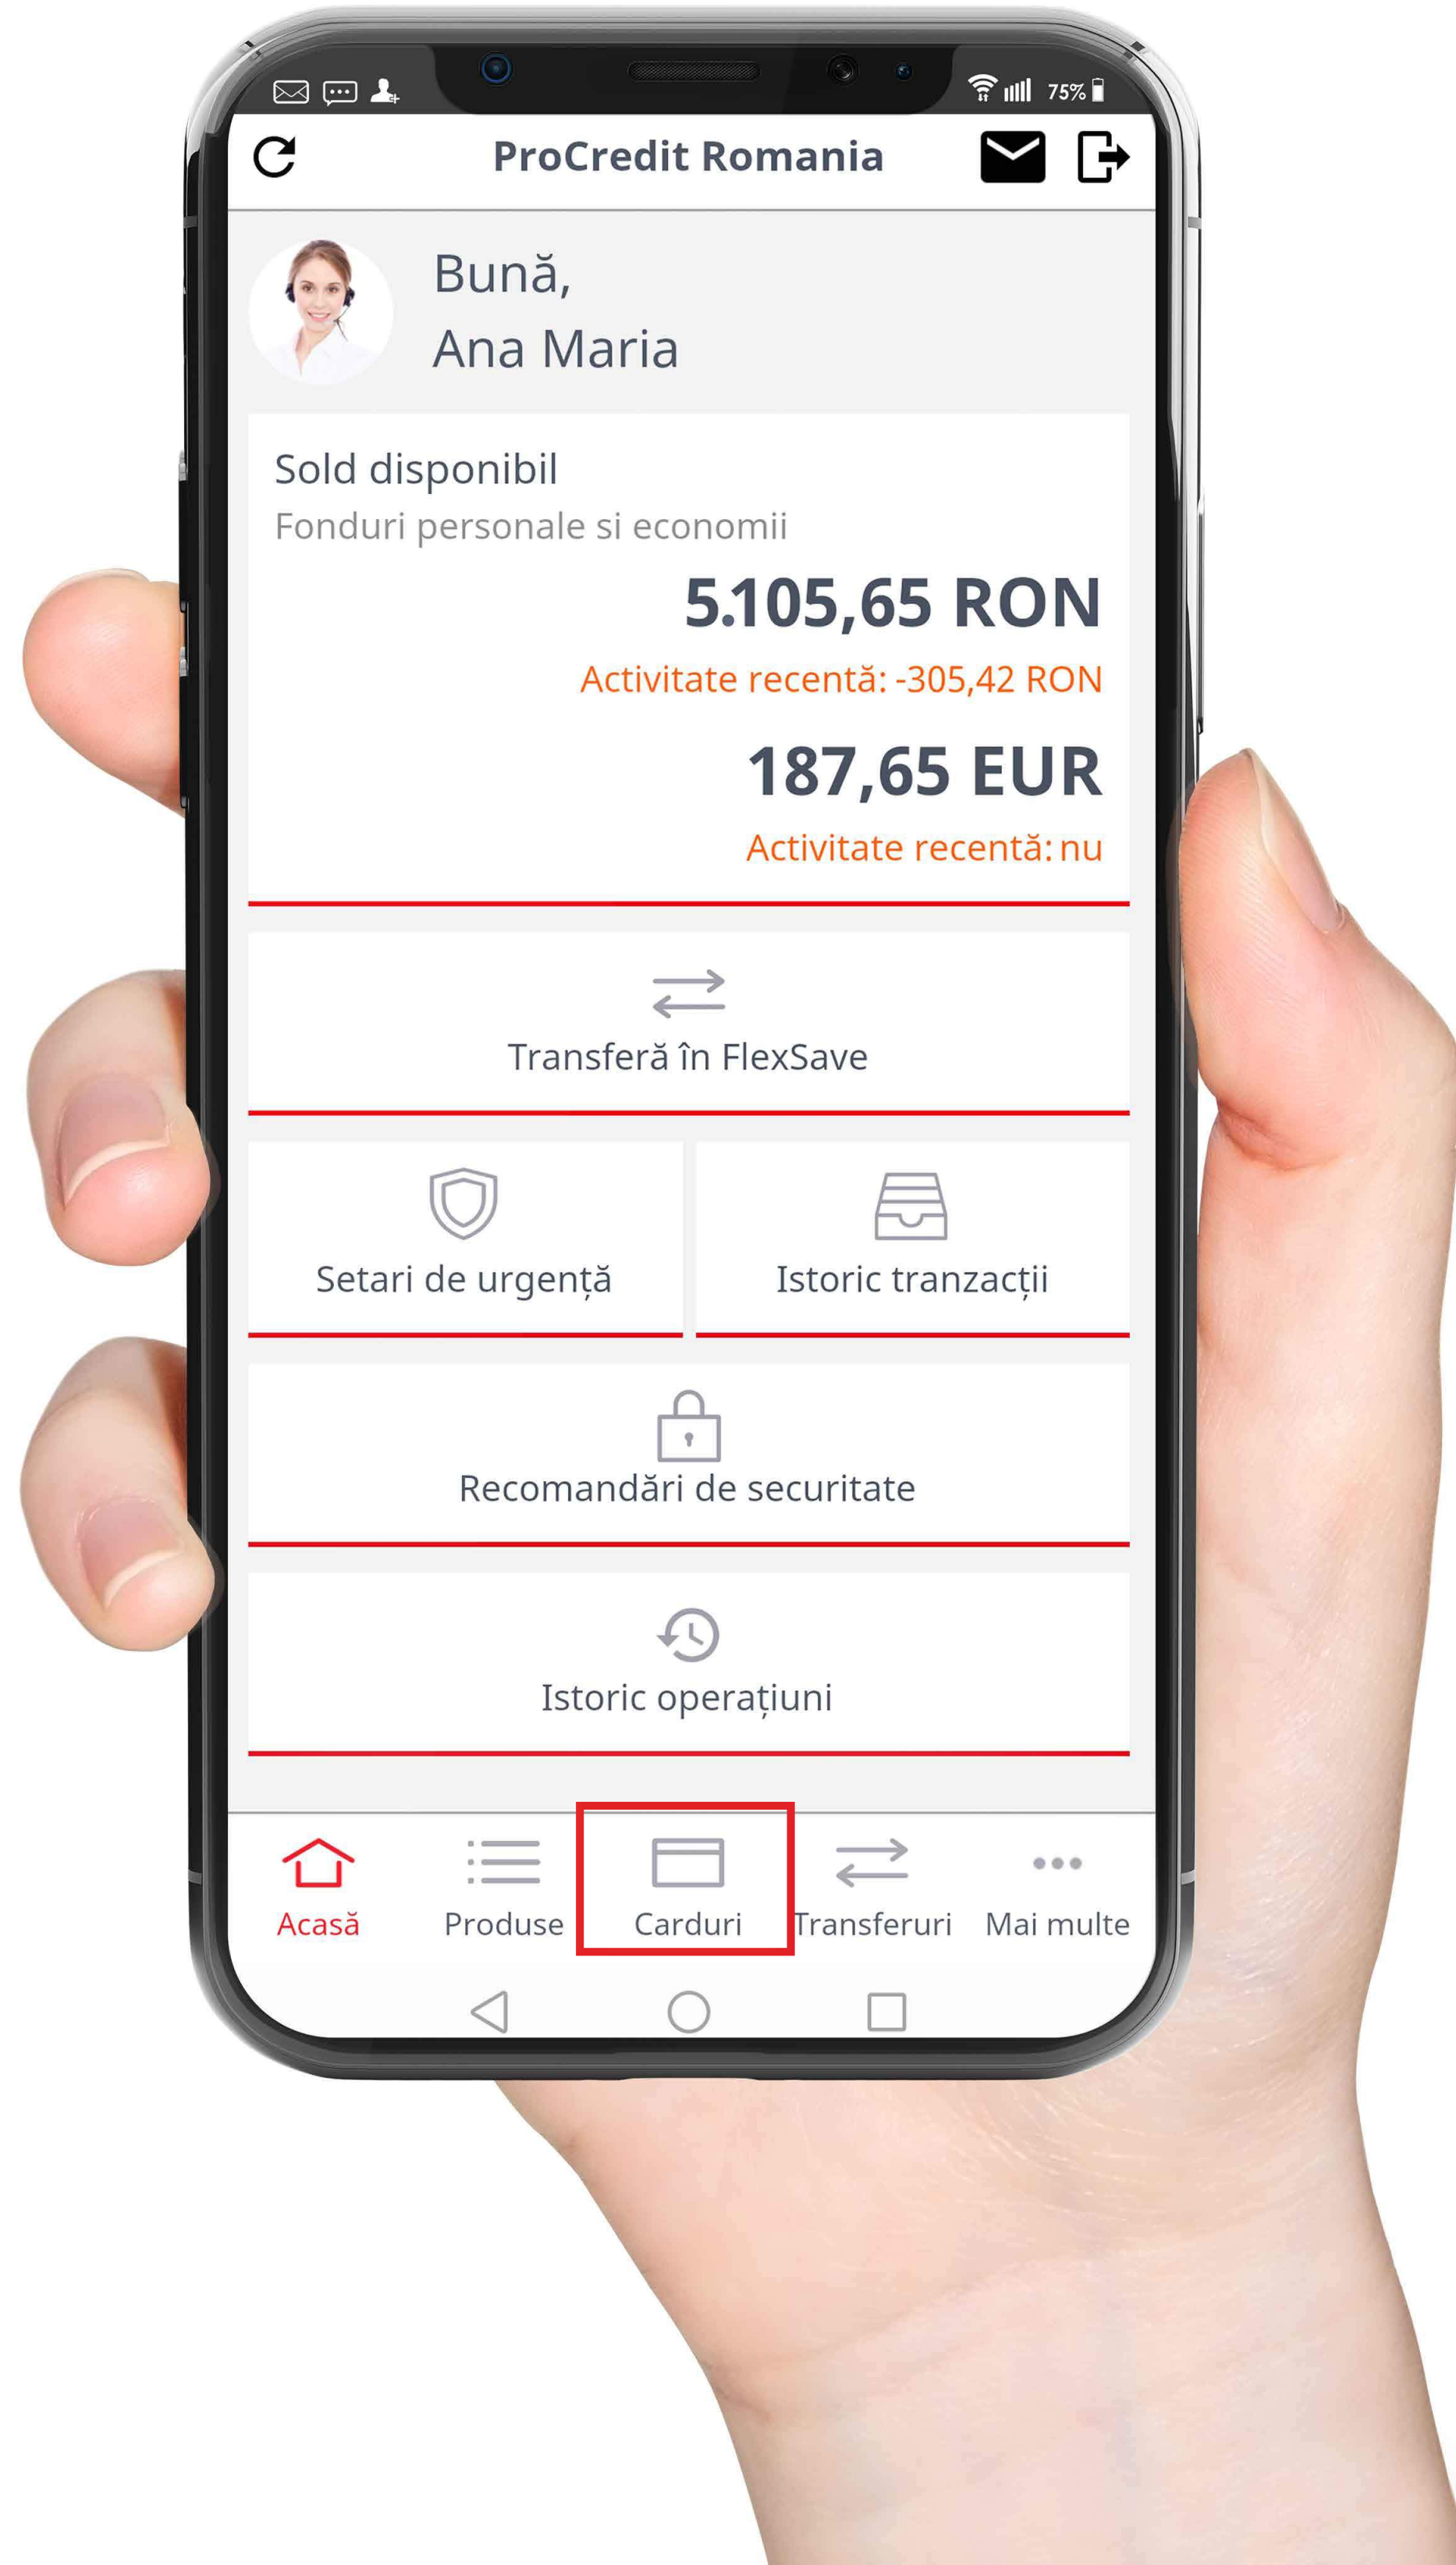 75%
ProCredit Romania
Bună,
Ana Maria
Sold disponibil
Fonduri personale si economii
5.105,65 RON
Activitate recentă: -305,42 RON
187,65 EUR
Activitate recentă: nu
Transferă în FlexSave
Setari de urgență
Istoric tranzacții
Recomandări de securitate
Istoric operațiuni
Acasă
Produse
Carduri
Transferuri
Mai multe